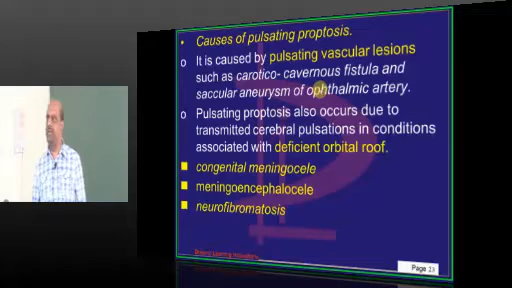 • Causes of pulsating proptosis.
o It is caused by pulsating vascular lesions
such as carotico- cavernous fistula and
saccular aneurysm of ophthalmic artery.
o Pulsating proptosis also occurs due to
transmitted cerebral pulsations in conditions
associated with deficient orbital roof.
congenital meningocele
meningoencephalocele
neurofibromatosis
Page 23